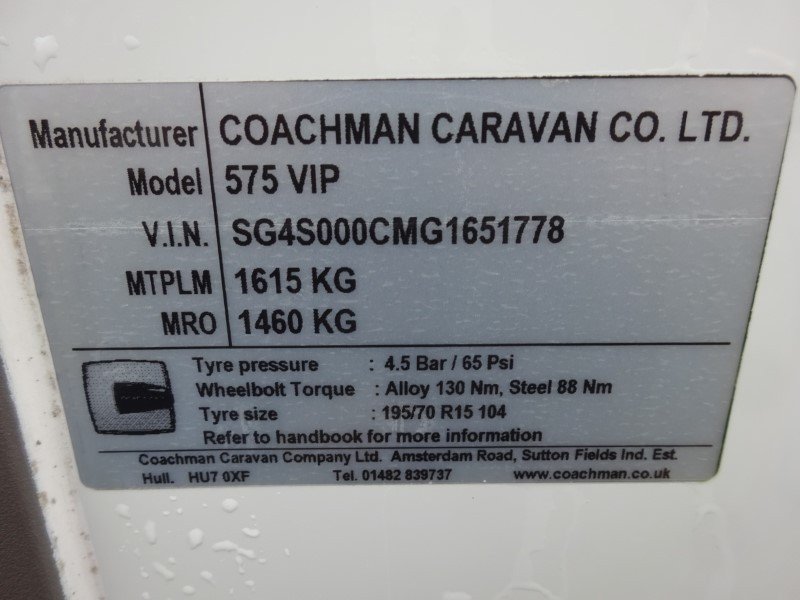 Manufacturer COACHMAN CARAVAN CO. LTD.
Model 575 VIP
V.I.N. SG4S000CMG1651778
MTPLM 1615 KG
MRO 1460 KG
Tyre pressure : 4.5 Bar / 65 Psi
Wheelbolt Torque : Alloy 130 Nm, Steel 88 Nm
Tyre size : 195/70 R15 104
Refer to handbook for more information
Coachman Caravan Company Ltd. Amsterdam Road, Sutton Fields Ind. Est.
Hull. HU7 0XF Tel. 01482 839737 www.coachman.co.uk